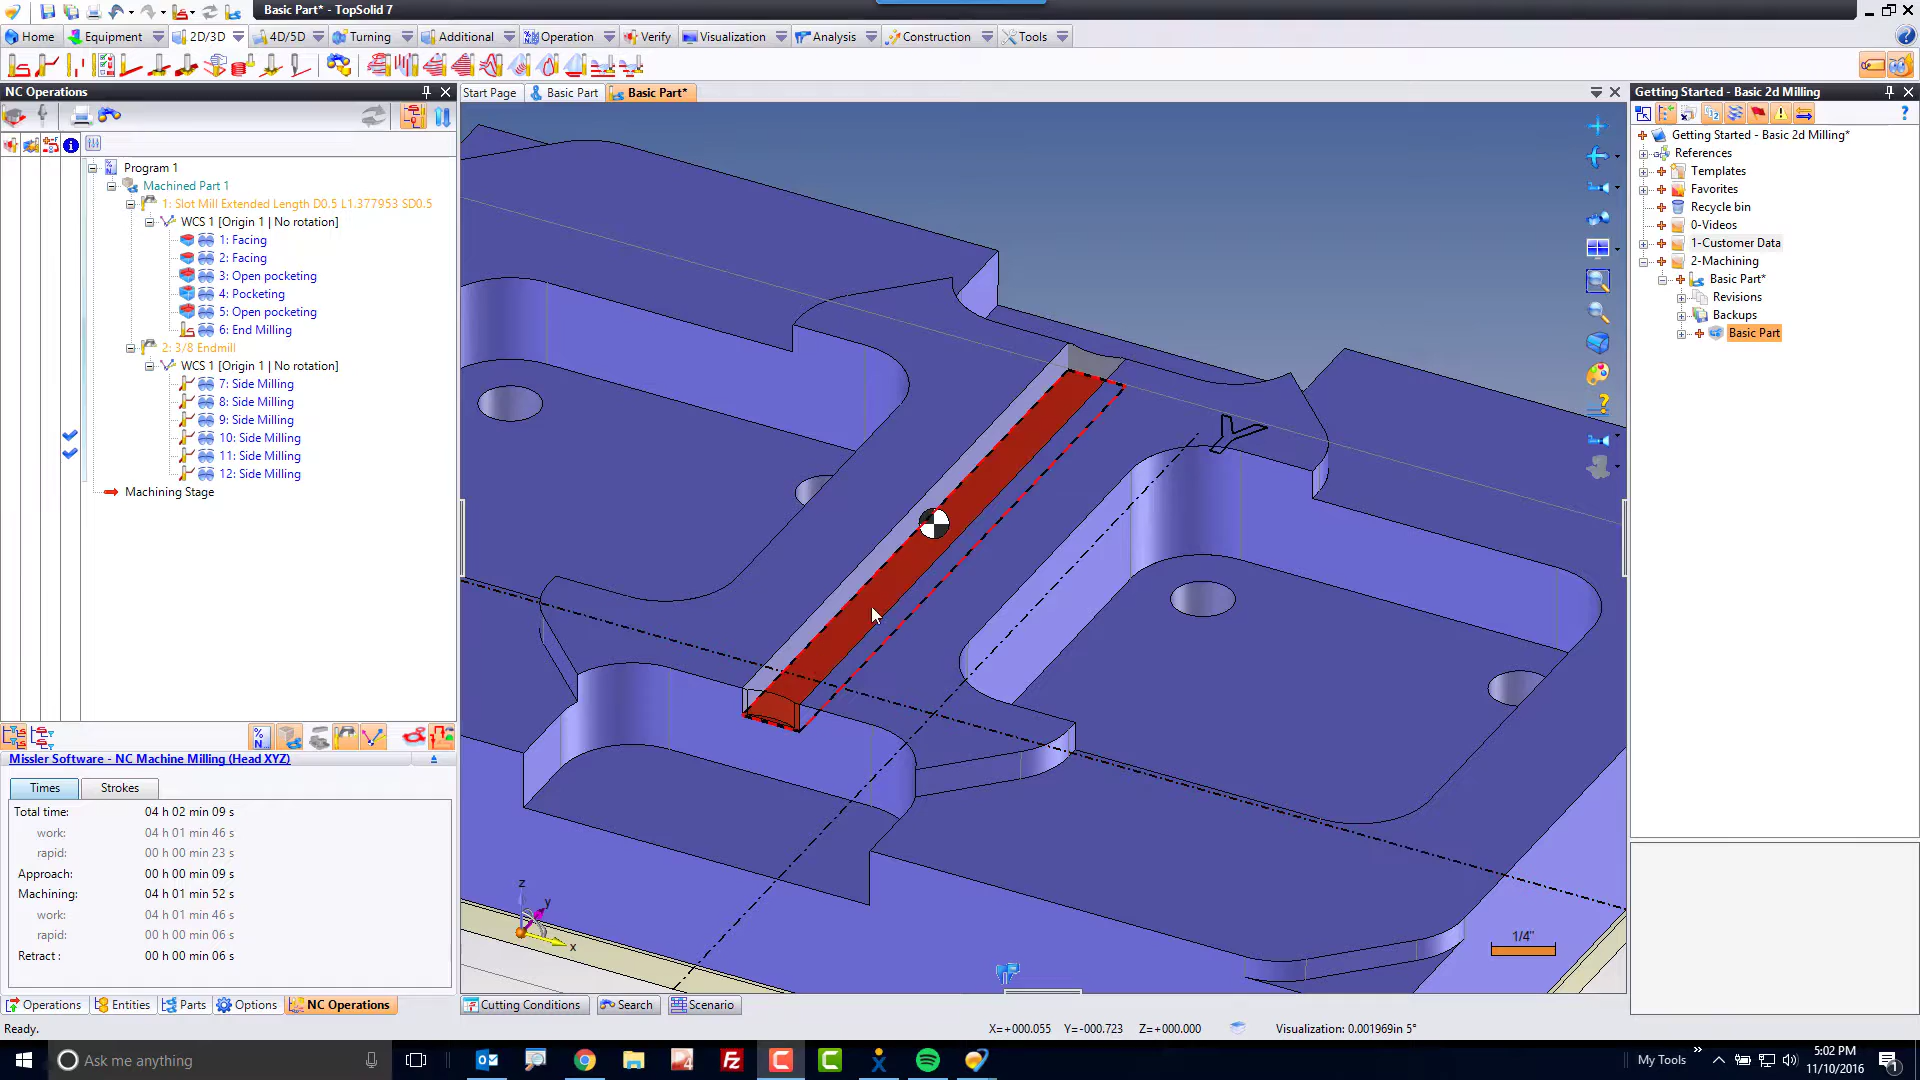 Basic Part* - TopSolid 7
Home
Equipment
2D/3D
4D/5D
Turning
Additional
Operation
Verify
Visualization
Analysis
Construction
Tools
NC Operations
Start Page
Basic Part
Basic Part*
Getting Started - Basic 2d Milling
Program 1
Machined Part 1
1: Slot Mill Extended Length D0.5 L1.377953 SD0.5
WCS 1 [Origin 1 | No rotation]
1: Facing
2: Facing
3: Open pocketing
4: Pocketing
5: Open pocketing
6: End Milling
2: 3/8 Endmill
WCS 1 [Origin 1 | No rotation]
7: Side Milling
8: Side Milling
9: Side Milling
10: Side Milling
11: Side Milling
12: Side Milling
Machining Stage
Getting Started - Basic 2d Milling*
References
Templates
Favorites
Recycle bin
0-Videos
1-Customer Data
2-Machining
Basic Part*
Revisions
Backups
Basic Part
Y
z
y
x
1/4"
Missler Software - NC Machine Milling (Head XYZ)
Times
Strokes
Total time: 04 h 02 min 09 s
work: 04 h 01 min 46 s
rapid: 00 h 00 min 23 s
Approach: 00 h 00 min 09 s
Machining: 04 h 01 min 52 s
work: 04 h 01 min 46 s
rapid: 00 h 00 min 06 s
Retract : 00 h 00 min 06 s
Operations
Entities
Parts
Options
NC Operations
Cutting Conditions
Search
Scenario
Ready.
X=+000.055 Y=-000.723 Z=+000.000
Visualization: 0.001969in 5°
Ask me anything
My Tools
5:02 PM
11/10/2016